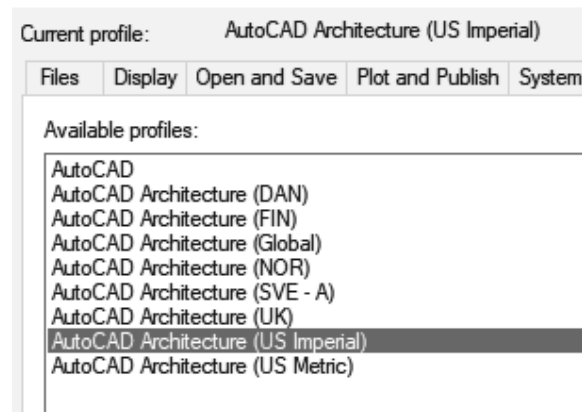 Current profile: AutoCAD Architecture (US Imperial)
Files Display Open and Save Plot and Publish System
Available profiles:
AutoCAD
AutoCAD Architecture (DAN)
AutoCAD Architecture (FIN)
AutoCAD Architecture (Global)
AutoCAD Architecture (NOR)
AutoCAD Architecture (SVE - A)
AutoCAD Architecture (UK)
AutoCAD Architecture (US Imperial)
AutoCAD Architecture (US Metric)